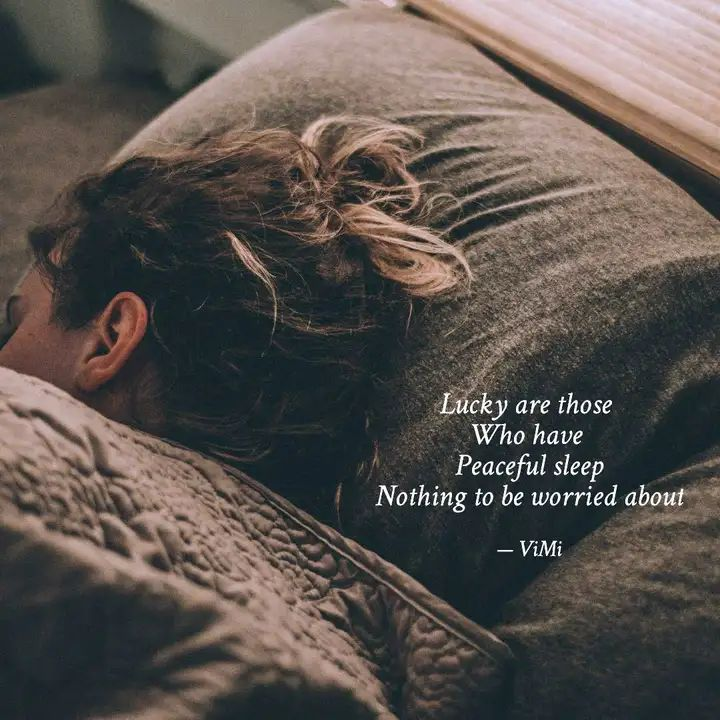 Lucky are those
Who have
Peaceful sleep
Nothing to be worried about
— ViMi